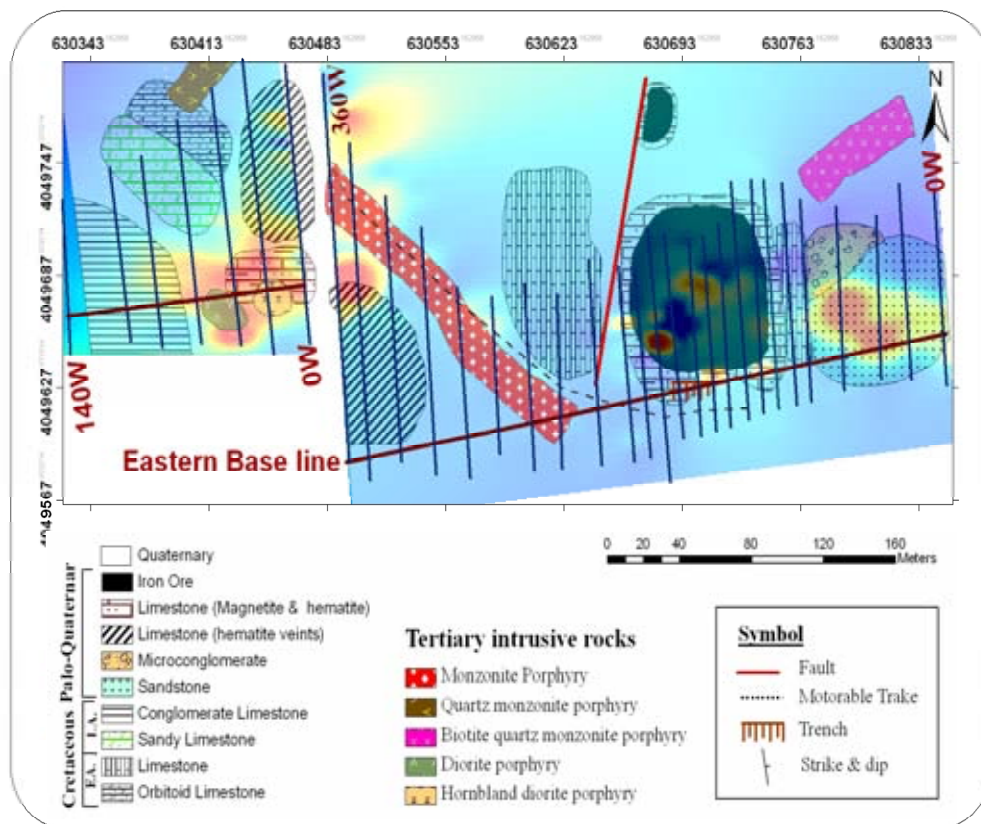 630343 630413 630483 630553 630623 630693 630763 630833
N
360W
0W
4049747
4049687
4049627
4049567
140W
0W
Eastern Base line
0 20 40 80 120 160
Meters
Palo-Quaternar
Quaternary
Iron Ore
Limestone (Magnetite & hematite)
Limestone (hematite veints)
Microconglomerate
Sandstone
Cretaceous
LA.
Conglomerate Limestone
Sandy Limestone
EA.
Limestone
Orbitoid Limestone
Tertiary intrusive rocks
Monzonite Porphyry
Quartz monzonite porphyry
Biotite quartz monzonite porphyry
Diorite porphyry
Hornbland diorite porphyry
Symbol
Fault
Motorable Trake
Trench
Strike & dip